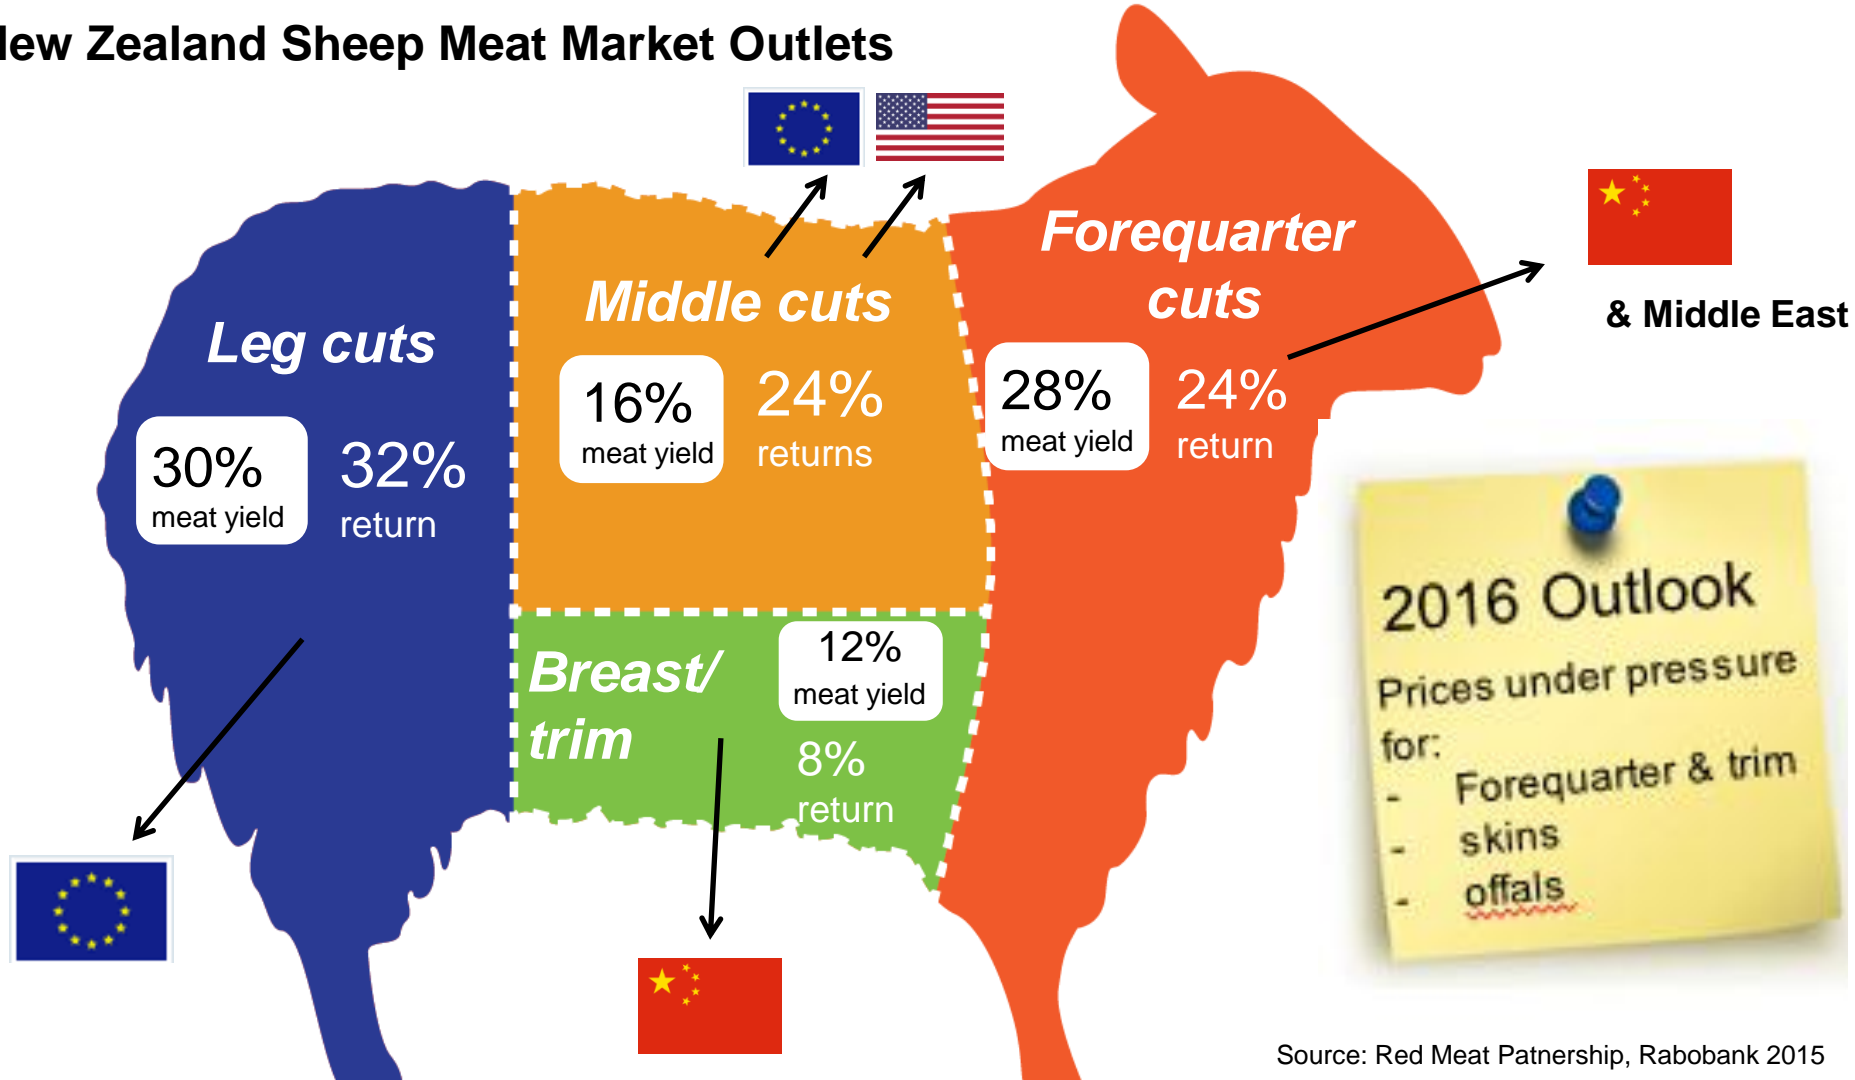 New Zealand Sheep Meat Market Outlets
Forequarter
cuts
Middle cuts
& Middle East
Leg cuts
16%
meat yield
24%
returns
28%
meat yield
24%
return
30%
meat yield
32%
return
Breast/
trim
12%
meat yield
8%
return
2016 Outlook
Prices under pressure
for:
- Forequarter & trim
- skins
- offals
Source: Red Meat Patnership, Rabobank 2015